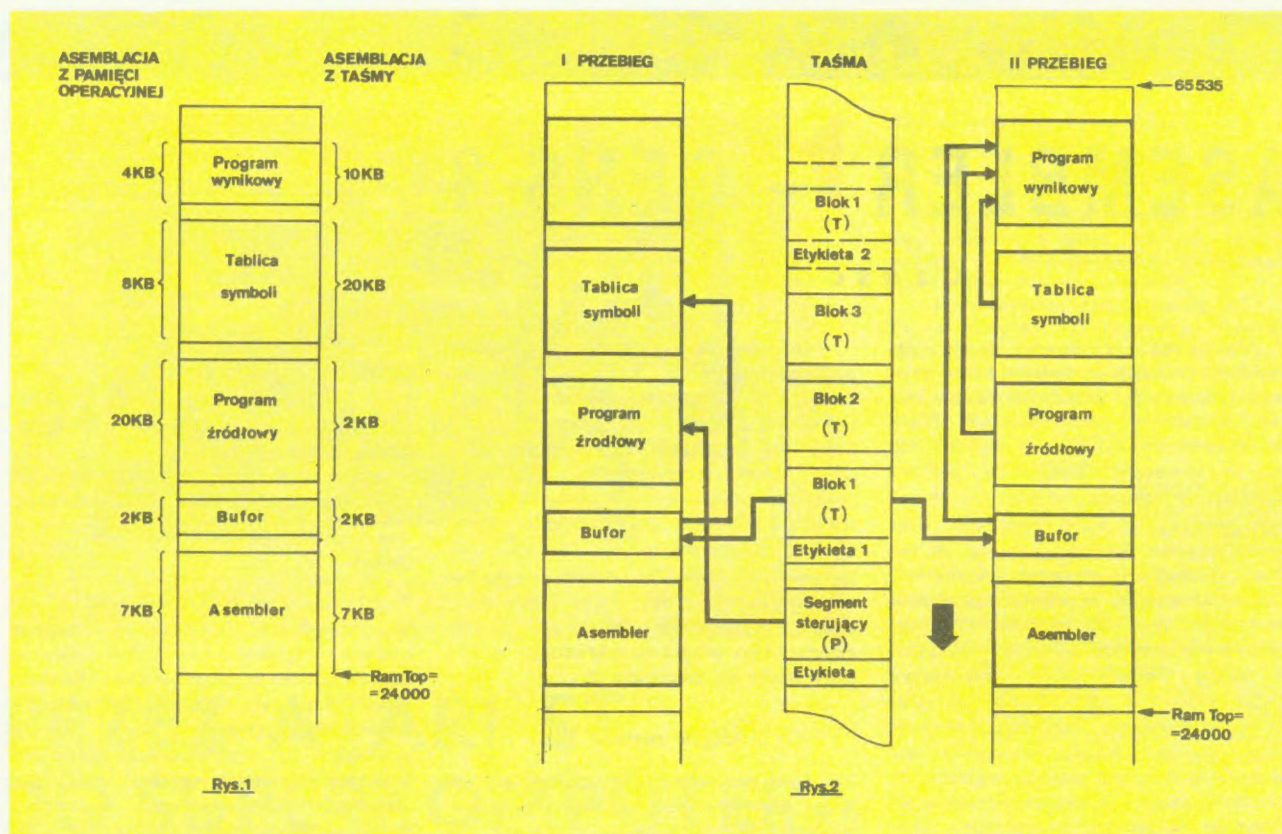 ASEMBLACJA
Z PAMIĘCI
OPERACYJNEJ
ASEMBLACJA
Z TAŚMY
4KB
Program
wynikowy
10KB
8KB
Tablica
symboli
20KB
20KB
Program
źródłowy
2KB
2KB
Bufor
2KB
7KB
Asembler
7KB
Ram Top=
=24000
Rys.1
I PRZEBIEG
TAŚMA
II PRZEBIEG
65535
Tablica
symboli
Program
źrodłowy
Bufor
Asembler
Blok 1
(T)
Etykieta 2
Blok 3
(T)
Blok 2
(T)
Blok 1
(T)
Etykieta 1
Segment
sterujący
(P)
Etykieta
Program
wynikowy
Tablica
symboli
Program
źródłowy
Bufor
Asembler
Ram Top=
=24000
Rys.2